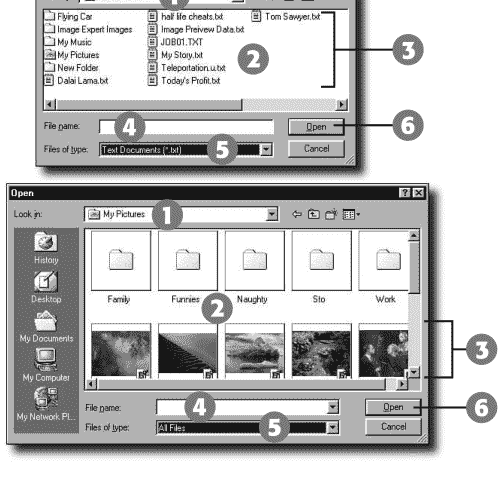 1
Flying Car half life cheats.txt Tom Sawyer.txt
Image Expert Images Image Preivew Data.txt
My Music JOB01.TXT
My Pictures My Story.txt
New Folder Teleportation.u.txt
Dalai Lama.txt Today's Profit.txt
2
3
File name: 4 Open 6
Files of type: Text Documents (*.txt) 5 Cancel
Open
Look in: My Pictures 1
History
Desktop
My Documents
My Computer
My Network Pl...
Family Funnies Naughty Sto Work
2
3
File name: 4 Open 6
Files of type: All Files 5 Cancel